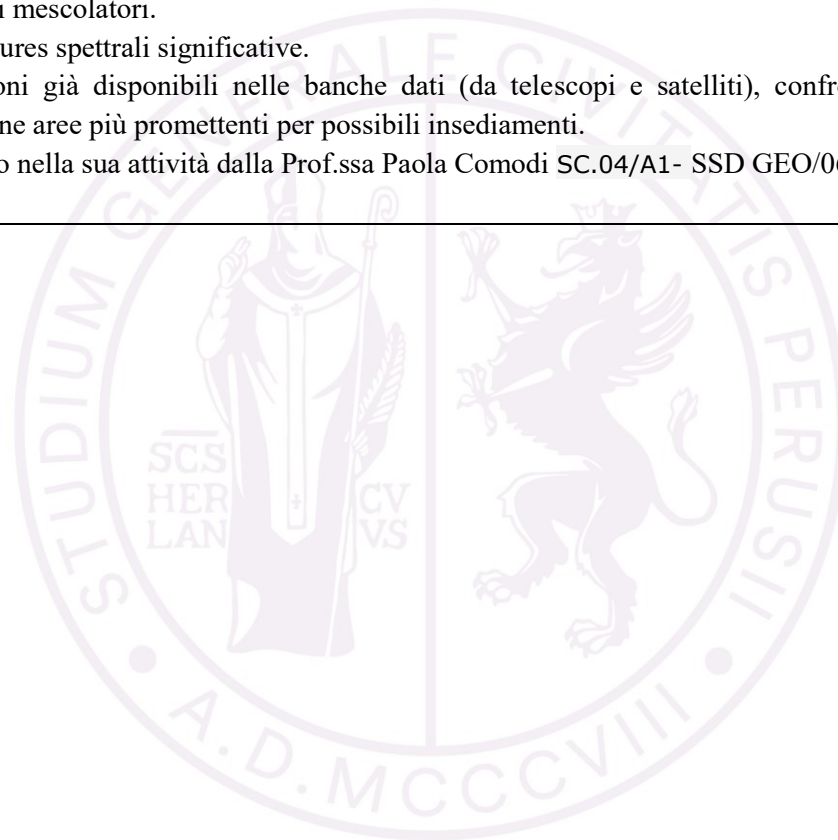 mescolatori.
ures spettrali significative.
oni già disponibili nelle banche dati (da telescopi e satelliti), confr
ne aree più promettenti per possibili insediamenti.
o nella sua attività dalla Prof.ssa Paola Comodi SC.04/A1- SSD GEO/0
STUDIUM GENERALE CIVITATIS PERUSII
SCS
HER
LAN
CV
VS
A.D. MCCCVIII